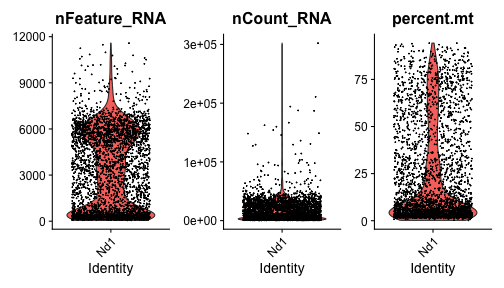 nFeature_RNA
12000
9000
6000
3000
0
Nd1
Identity
nCount_RNA
3e+05
2e+05
1e+05
0e+00
Nd1
Identity
percent.mt
75
50
25
0
Nd1
Identity